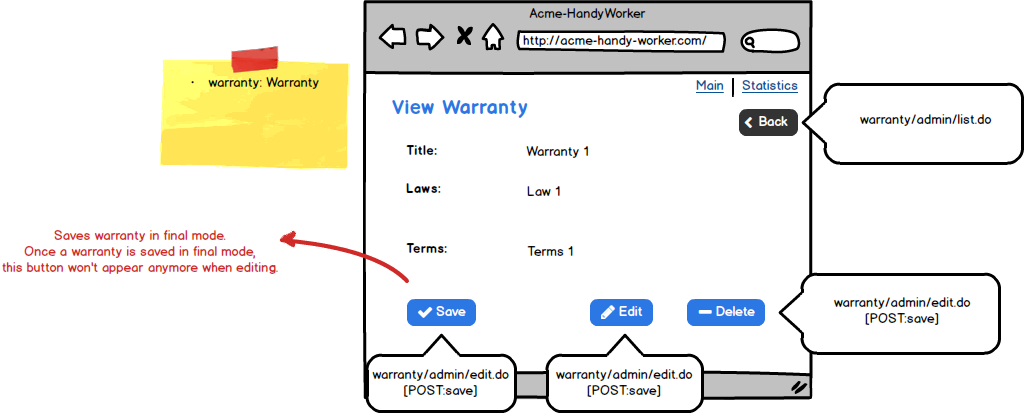 Acme-HandyWorker
http://acme-handy-worker.com/
• warranty: Warranty
Main | Statistics
View Warranty
Back
warranty/admin/list.do
Title: Warranty 1
Laws: Law 1
Saves warranty in final mode.
Once a warranty is saved in final mode,
this button won't appear anymore when editing.
Terms: Terms 1
Save
Edit
Delete
warranty/admin/edit.do
[POST:save]
warranty/admin/edit.do
[POST:save]
warranty/admin/edit.do
[POST:save]